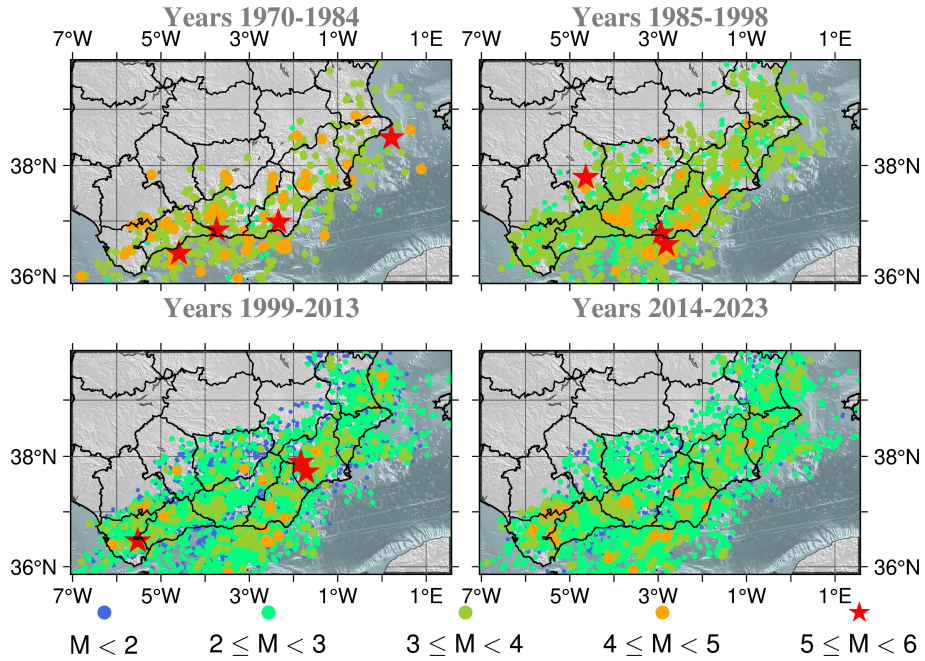 Years 1970-1984 Years 1985-1998
7°W 5°W 3°W 1°W 1°E 7°W 5°W 3°W 1°W 1°E
38°N 38°N
36°N 36°N
Years 1999-2013 Years 2014-2023
38°N 38°N
36°N 36°N
7°W 5°W 3°W 1°W 1°E 7°W 5°W 3°W 1°W 1°E
M < 2 2 ≤ M < 3 3 ≤ M < 4 4 ≤ M < 5 5 ≤ M < 6